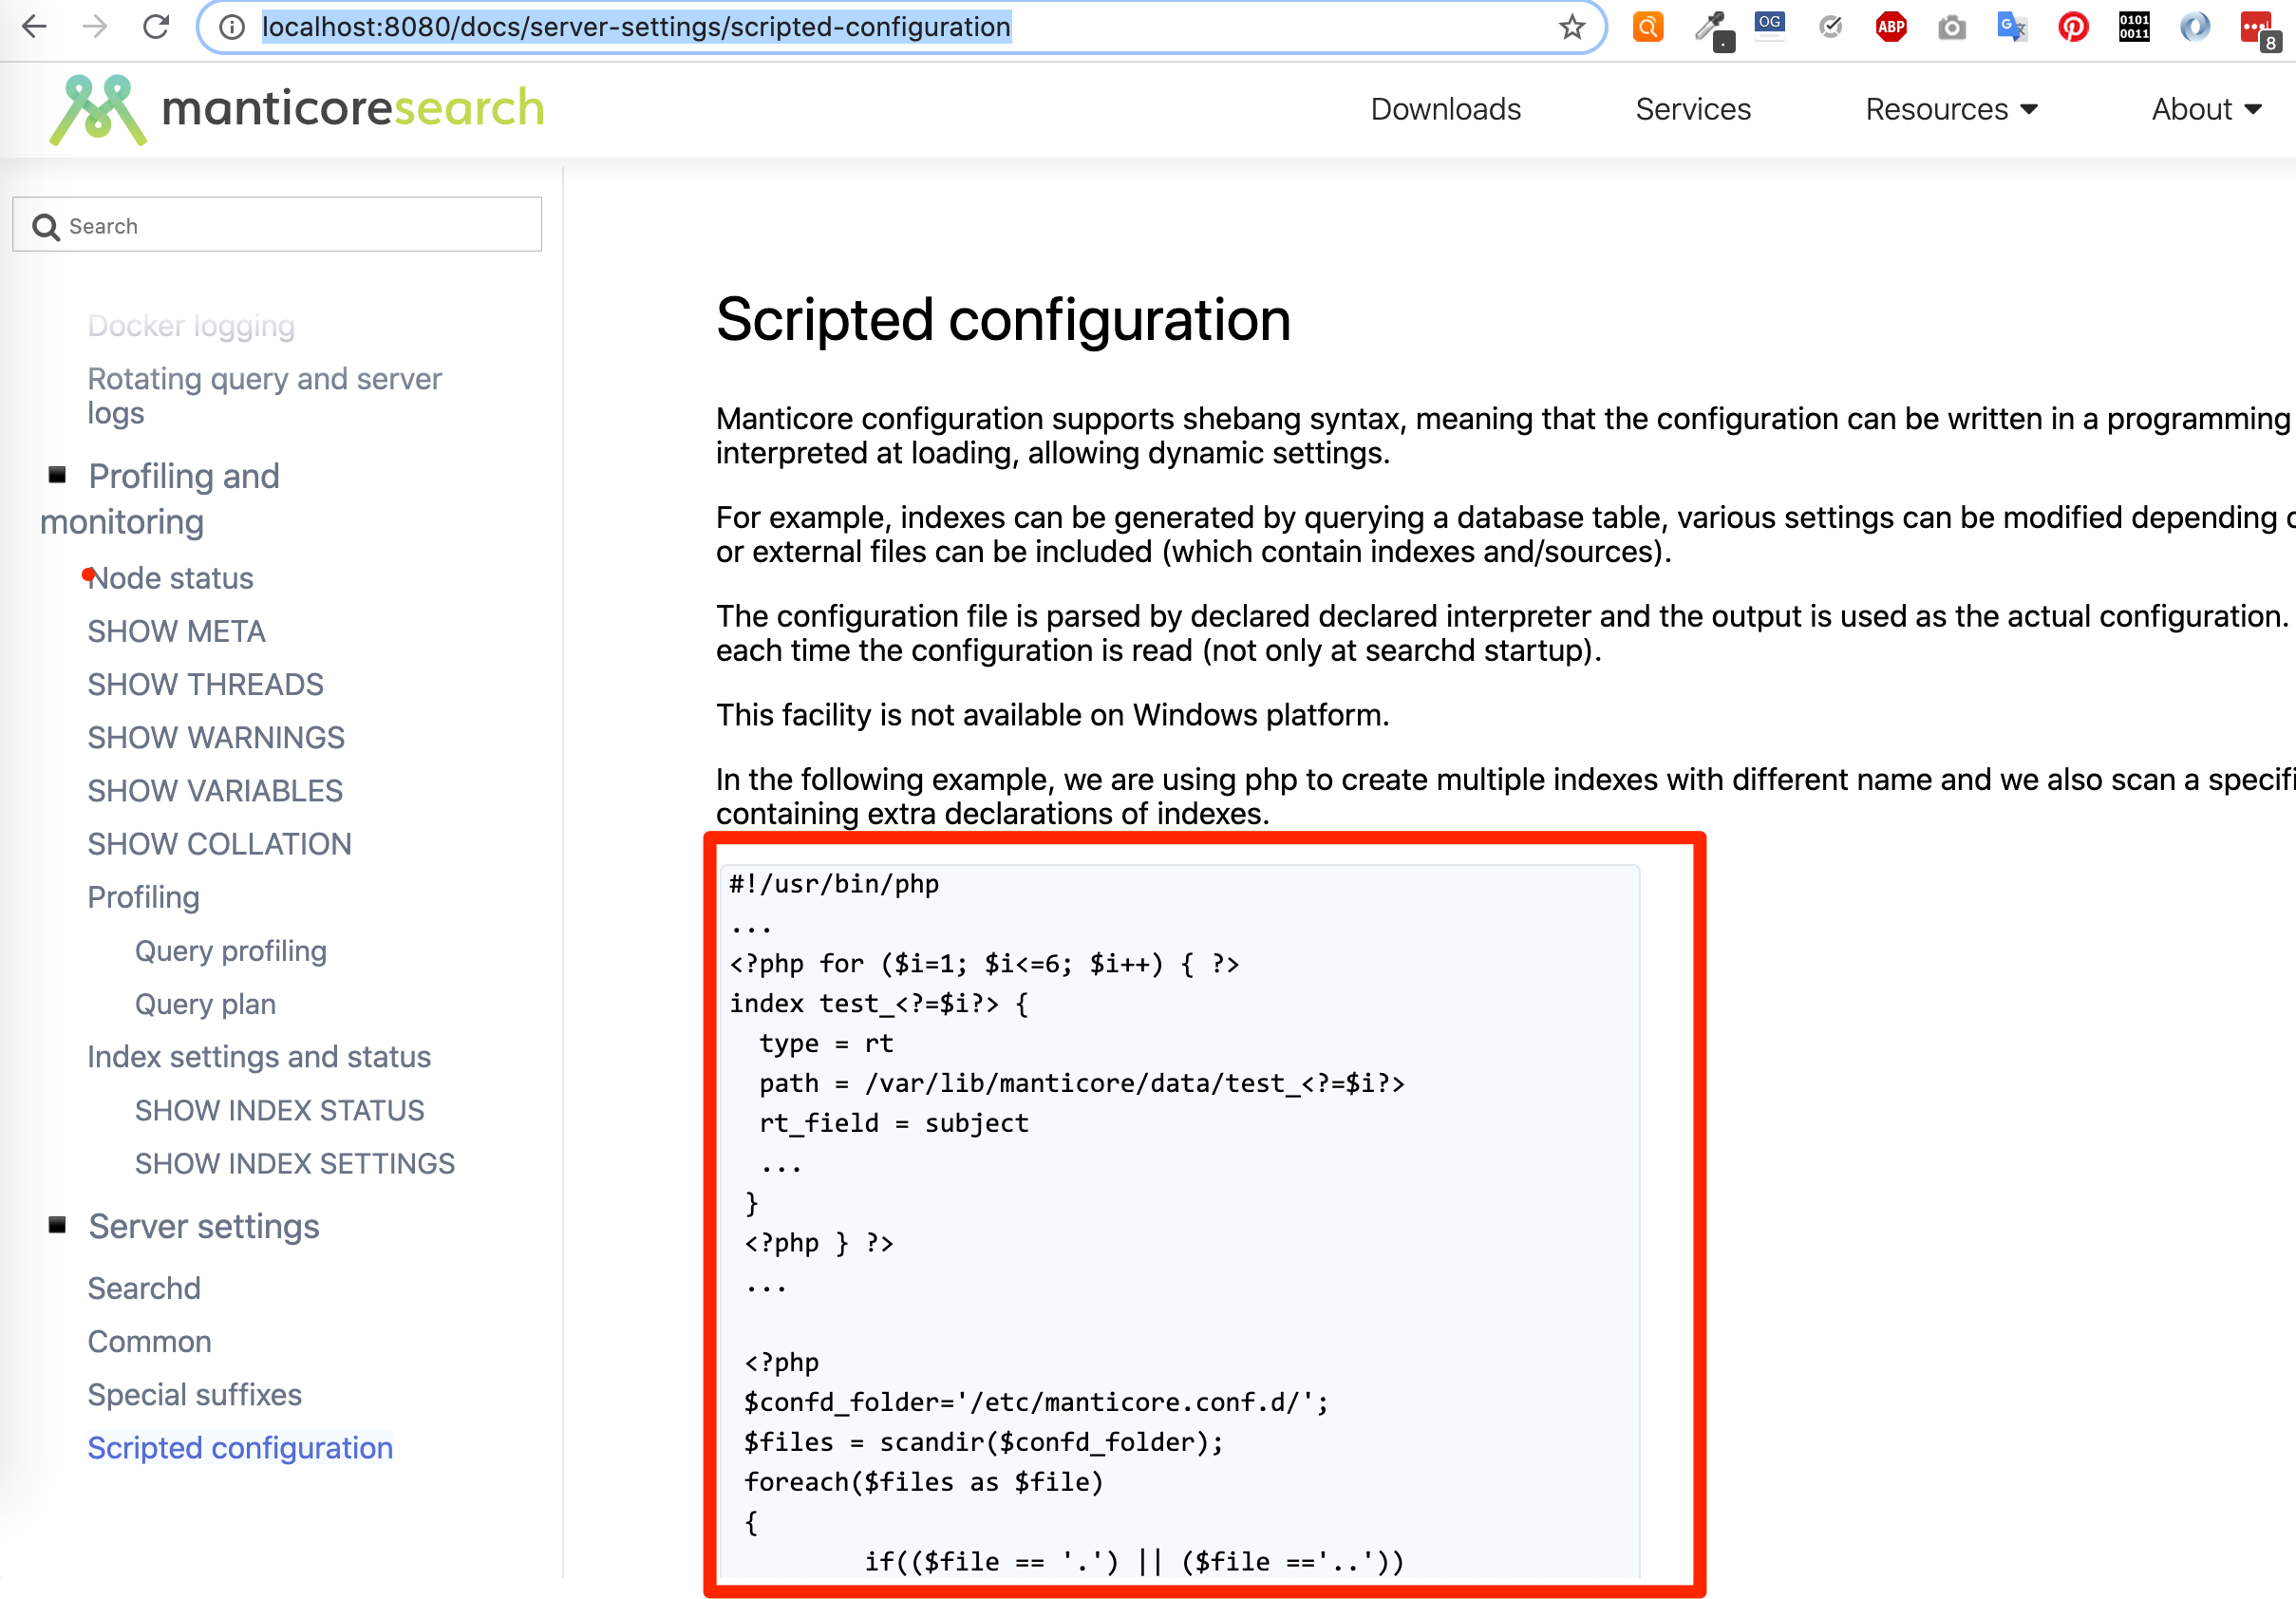 localhost:8080/docs/server-settings/scripted-configuration
OG
ABP
G
0101
0011
8
manticoresearch
Downloads
Services
Resources
About
Search
Docker logging
Rotating query and server
logs
Profiling and
monitoring
Node status
SHOW META
SHOW THREADS
SHOW WARNINGS
SHOW VARIABLES
SHOW COLLATION
Profiling
Query profiling
Query plan
Index settings and status
SHOW INDEX STATUS
SHOW INDEX SETTINGS
Server settings
Searchd
Common
Special suffixes
Scripted configuration
Scripted configuration
Manticore configuration supports shebang syntax, meaning that the configuration can be written in a programming
interpreted at loading, allowing dynamic settings.
For example, indexes can be generated by querying a database table, various settings can be modified depending
or external files can be included (which contain indexes and/sources).
The configuration file is parsed by declared declared interpreter and the output is used as the actual configuration.
each time the configuration is read (not only at searchd startup).
This facility is not available on Windows platform.
In the following example, we are using php to create multiple indexes with different name and we also scan a specifi
containing extra declarations of indexes.
#!/usr/bin/php
...
<?php for ($i=1; $i<=6; $i++) { ?>
index test_<?=$i?> {
type = rt
path = /var/lib/manticore/data/test_<?=$i?>
rt_field = subject
...
}
<?php } ?>
...
<?php
$confd_folder='/etc/manticore.conf.d/';
$files = scandir($confd_folder);
foreach($files as $file)
{
if(($file == '.') || ($file =='..'))